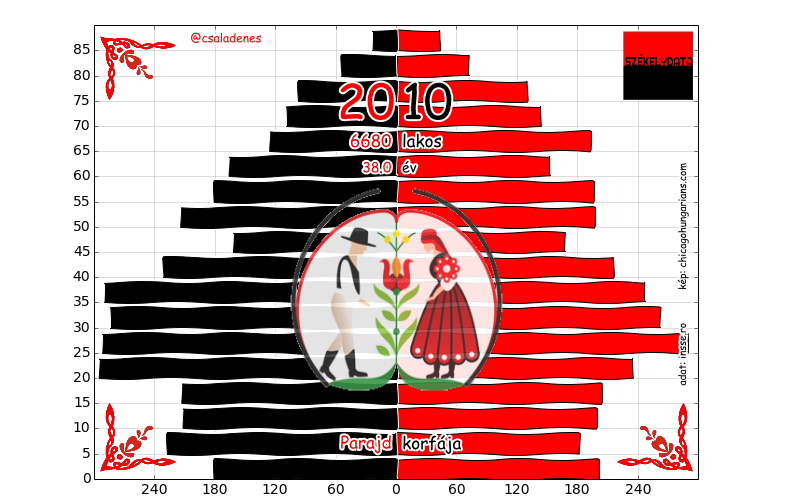 @csaladenes
SZÉKELYDATA
2010
6680 lakos
38.0 év
kép: chicagohungarians.com
adat: insse.ro
Parajd korfája
85
80
75
70
65
60
55
50
45
40
35
30
25
20
15
10
5
0
240 180 120 60 0 60 120 180 240